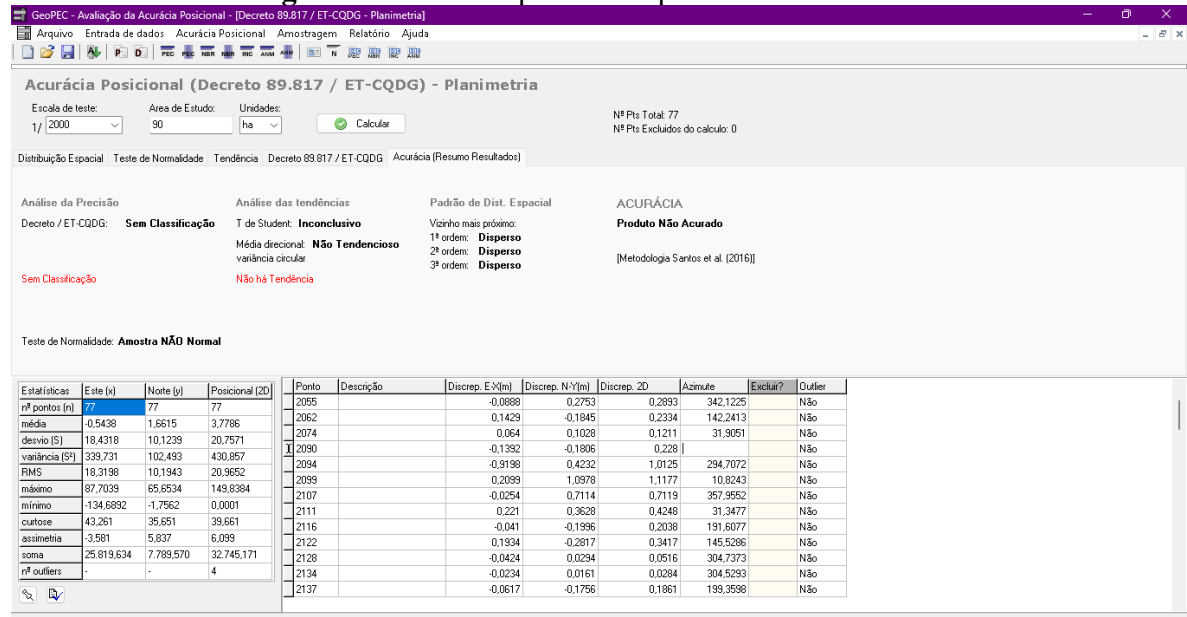 GeoPEC - Avaliação da Acurácia Posicional - [Decreto 89.817 / ET-CQDG - Planimetria]
Arquivo Entrada de dados Acurácia Posicional Amostragem Relatório Ajuda
PEC PEC NBR NBR INC ANM ANM N PEC NBR INC ANM
Acurácia Posicional (Decreto 89.817 / ET-CQDG) - Planimetria
Escala de teste: Area de Estudo: Unidades:
1/ 2000 90 ha Calcular
Nº Pts Total: 77
Nº Pts Excluidos do calculo: 0
Distribuição Espacial Teste de Normalidade Tendência Decreto 89.817 / ET-CQDG Acurácia (Resumo Resultados)
Análise da Precisão Análise das tendências Padrão de Dist. Espacial ACURÁCIA
Decreto / ET-CQDG: Sem Classificação T de Student: Inconclusivo Vizinho mais próximo: Produto Não Acurado
1ª ordem: Disperso
Média direcional: Não Tendencioso
variância circular
2ª ordem: Disperso
3ª ordem: Disperso
[Metodologia Santos et al. (2016)]
Sem Classificação Não há Tendência
Teste de Normalidade: Amostra NÃO Normal
Estatísticas Este (x) Norte (y) Posicional (2D
nª pontos (n) 77 77 77
média -0,5438 1,6615 3,7786
desvio (S) 18,4318 10,1239 20,7571
variância (S²) 339,731 102,493 430,857
RMS 18,3198 10,1943 20,9652
máximo 87,7039 65,6534 149,8384
mínimo -134,6892 -1,7562 0,0001
curtose 43,261 35,651 39,661
assimetria -3,581 5,837 6,099
soma 25.819,634 7.789,570 32.745,171
nª outliers - - 4
Ponto Descrição Discrep. E-X(m) Discrep. N-Y(m) Discrep. 2D Azimute Excluir? Outlier
2055 -0,0888 0,2753 0,2893 342,1225 Não
2062 0,1429 -0,1845 0,2334 142,2413 Não
2074 0,064 0,1028 0,1211 31,9051 Não
2090 -0,1392 -0,1806 0,228 Não
2094 -0,9198 0,4232 1,0125 294,7072 Não
2099 0,2099 1,0978 1,1177 10,8243 Não
2107 -0,0254 0,7114 0,7119 357,9552 Não
2111 0,221 0,3628 0,4248 31,3477 Não
2116 -0,041 -0,1996 0,2038 191,6077 Não
2122 0,1934 -0,2817 0,3417 145,5286 Não
2128 -0,0424 0,0294 0,0516 304,7373 Não
2134 -0,0234 0,0161 0,0284 304,5293 Não
2137 -0,0617 -0,1756 0,1861 199,3598 Não